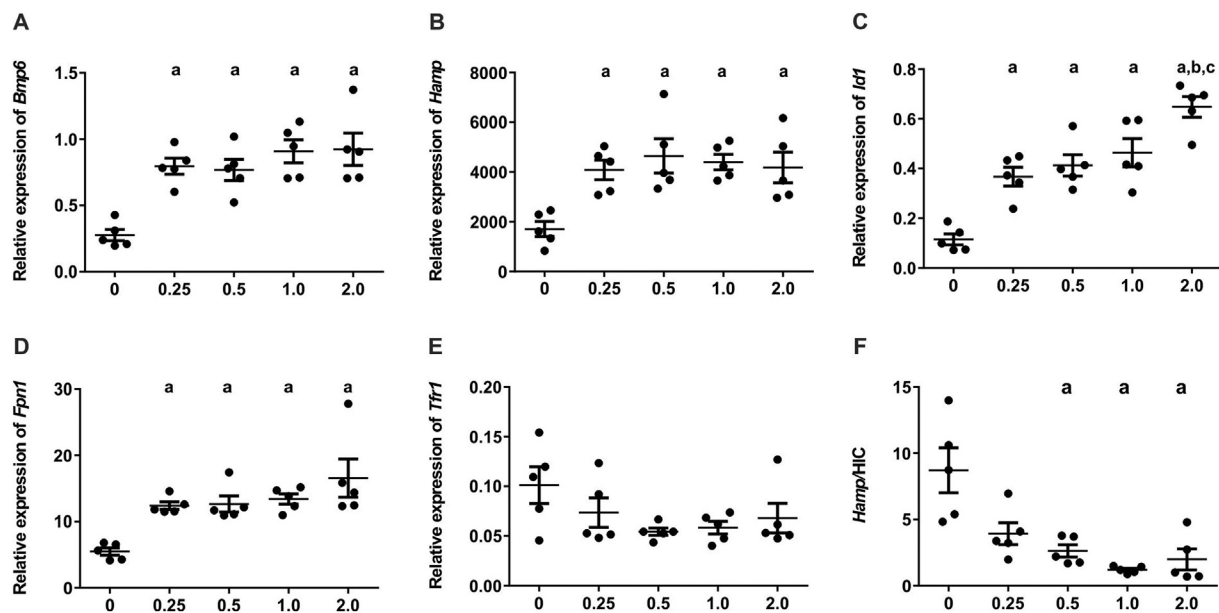 A
Relative expression of Bmp6
1.5
1.0
0.5
0.0
a a a a
0 0.25 0.5 1.0 2.0
B
Relative expression of Hamp
8000
6000
4000
2000
0
a a a a
0 0.25 0.5 1.0 2.0
C
Relative expression of Id1
0.8
0.6
0.4
0.2
0.0
a a a a,b,c
0 0.25 0.5 1.0 2.0
D
Relative expression of Fpn1
30
20
10
0
a a a a
0 0.25 0.5 1.0 2.0
E
Relative expression of Tfr1
0.20
0.15
0.10
0.05
0.00
0 0.25 0.5 1.0 2.0
F
Hamp/HIC
15
10
5
0
a a a
0 0.25 0.5 1.0 2.0